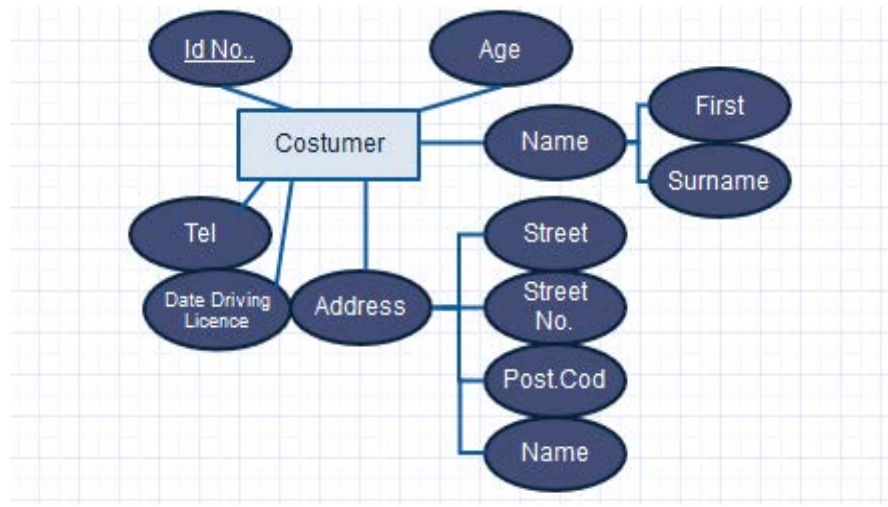 Id No..
Age
Costumer
Name
First
Surname
Tel
Date Driving
Licence
Address
Street
Street
No.
Post.Cod
Name